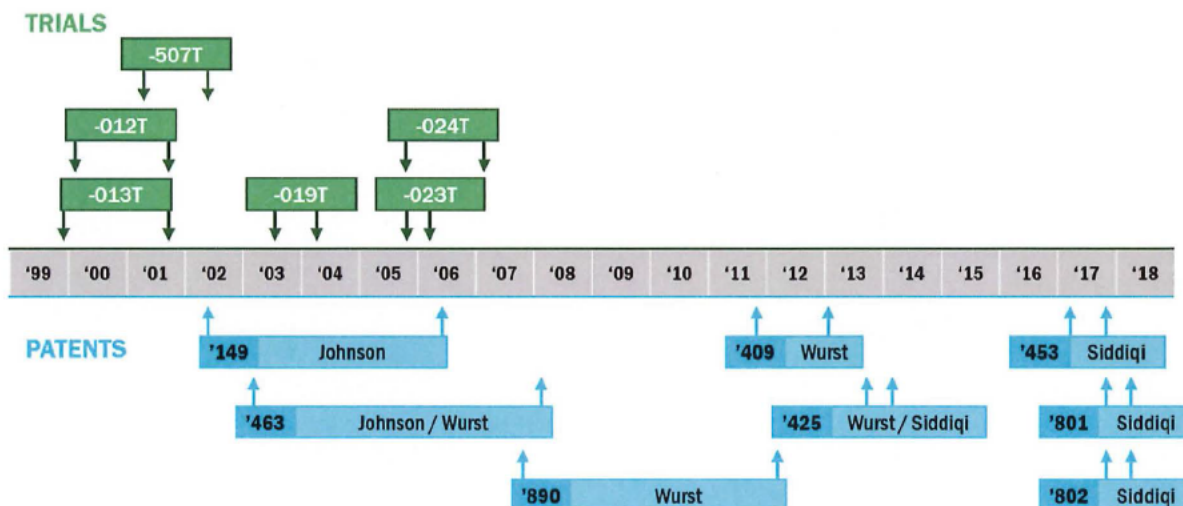 TRIALS
-507T
-012T
-024T
-013T
-019T
-023T
‘99 ‘00 ‘01 ‘02 ‘03 ‘04 ‘05 ‘06 ‘07 ‘08 ‘09 ‘10 ‘11 ‘12 ‘13 ‘14 ‘15 ‘16 ‘17 ‘18
PATENTS
’149 Johnson
’409 Wurst
’453 Siddiqi
’463 Johnson / Wurst
’425 Wurst / Siddiqi
’801 Siddiqi
’890 Wurst
’802 Siddiqi